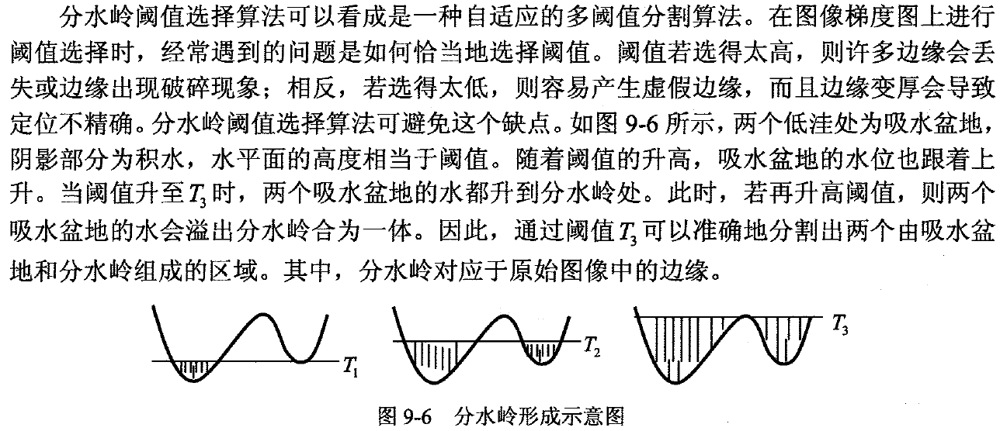 分水岭阈值选择算法可以看成是一种自适应的多阈值分割算法。在图像梯度图上进行
阈值选择时，经常遇到的问题是如何恰当地选择阈值。阈值若选得太高，则许多边缘会丢
失或边缘出现破碎现象；相反，若选得太低，则容易产生虚假边缘，而且边缘变厚会导致
定位不精确。分水岭阈值选择算法可避免这个缺点。如图 9-6 所示，两个低洼处为吸水盆地，
阴影部分为积水，水平面的高度相当于阈值。随着阈值的升高，吸水盆地的水位也跟着上
升。当阈值升至 T₃ 时，两个吸水盆地的水都升到分水岭处。此时，若再升高阈值，则两个
吸水盆地的水会溢出分水岭合为一体。因此，通过阈值 T₃ 可以准确地分割出两个由吸水盆
地和分水岭组成的区域。其中，分水岭对应于原始图像中的边缘。
T₁
T₂
T₃
图 9-6 分水岭形成示意图